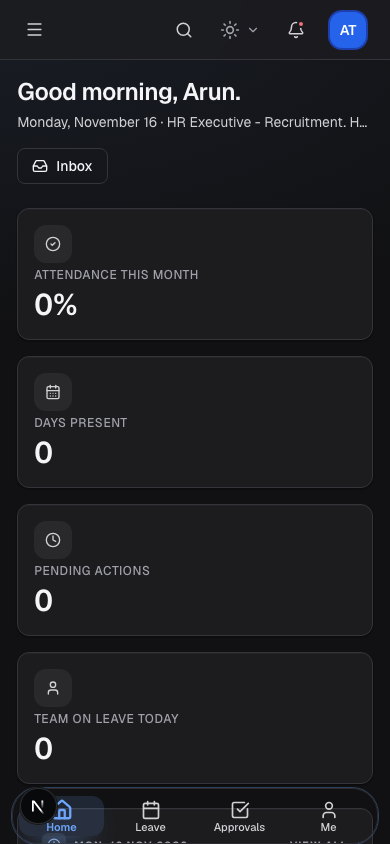 AT
Good morning, Arun.
Monday, November 16 · HR Executive - Recruitment. H…
Inbox
ATTENDANCE THIS MONTH
0%
DAYS PRESENT
0
PENDING ACTIONS
0
TEAM ON LEAVE TODAY
0
N
Home
Leave
Approvals
Me